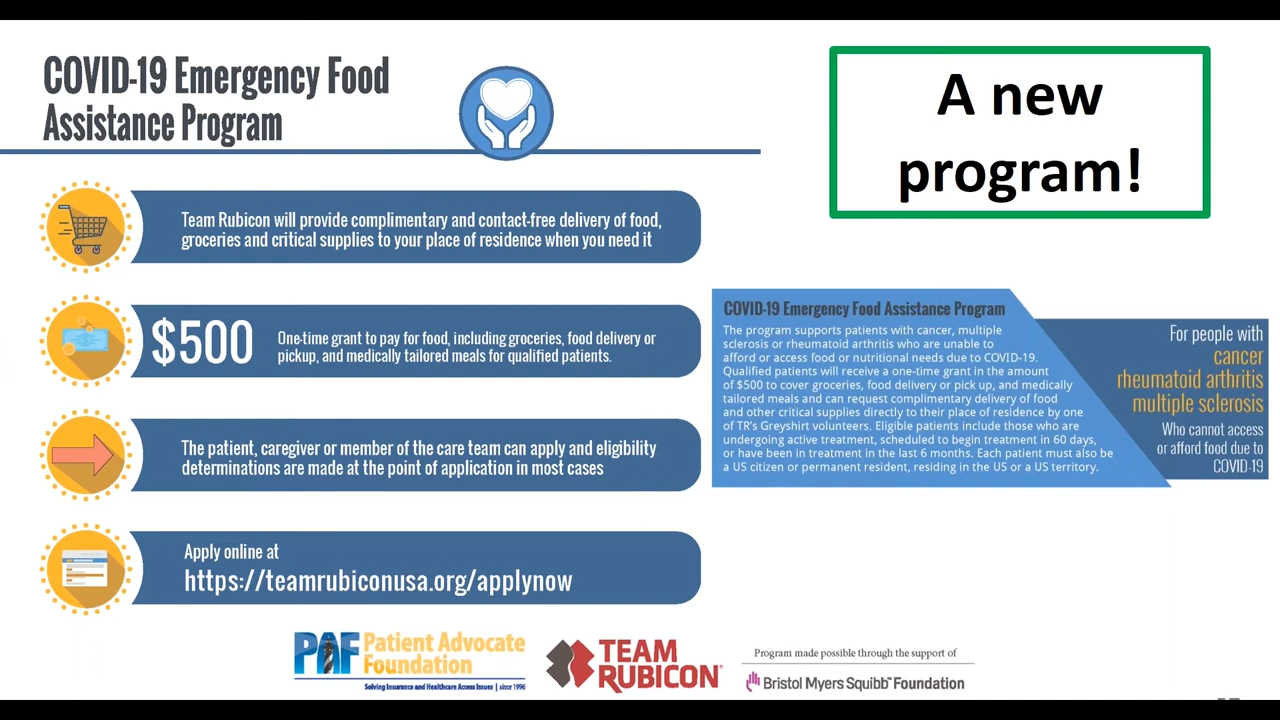 COVID-19 Emergency Food
Assistance Program
A new
program!
Team Rubicon will provide complimentary and contact-free delivery of food,
groceries and critical supplies to your place of residence when you need it
$500
One-time grant to pay for food, including groceries, food delivery or
pickup, and medically tailored meals for qualified patients.
The patient, caregiver or member of the care team can apply and eligibility
determinations are made at the point of application in most cases
Apply online at
https://teamrubiconusa.org/applynow
COVID-19 Emergency Food Assistance Program
The program supports patients with cancer, multiple
sclerosis or rheumatoid arthritis who are unable to
afford or access food or nutritional needs due to COVID-19.
Qualified patients will receive a one-time grant in the amount
of $500 to cover groceries, food delivery or pick up, and medically
tailored meals and can request complimentary delivery of food
and other critical supplies directly to their place of residence by one
of TR's Greyshirt volunteers. Eligible patients include those who are
undergoing active treatment, scheduled to begin treatment in 60 days,
or have been in treatment in the last 6 months. Each patient must also be
a US citizen or permanent resident, residing in the US or a US territory.
For people with
cancer
rheumatoid arthritis
multiple sclerosis
Who cannot access
or afford food due to
COVID-19
PAF Patient Advocate
Foundation
Solving Insurance and Healthcare Access Issues | since 1996
TEAM
RUBICON®
Program made possible through the support of
Bristol Myers Squibb™ Foundation